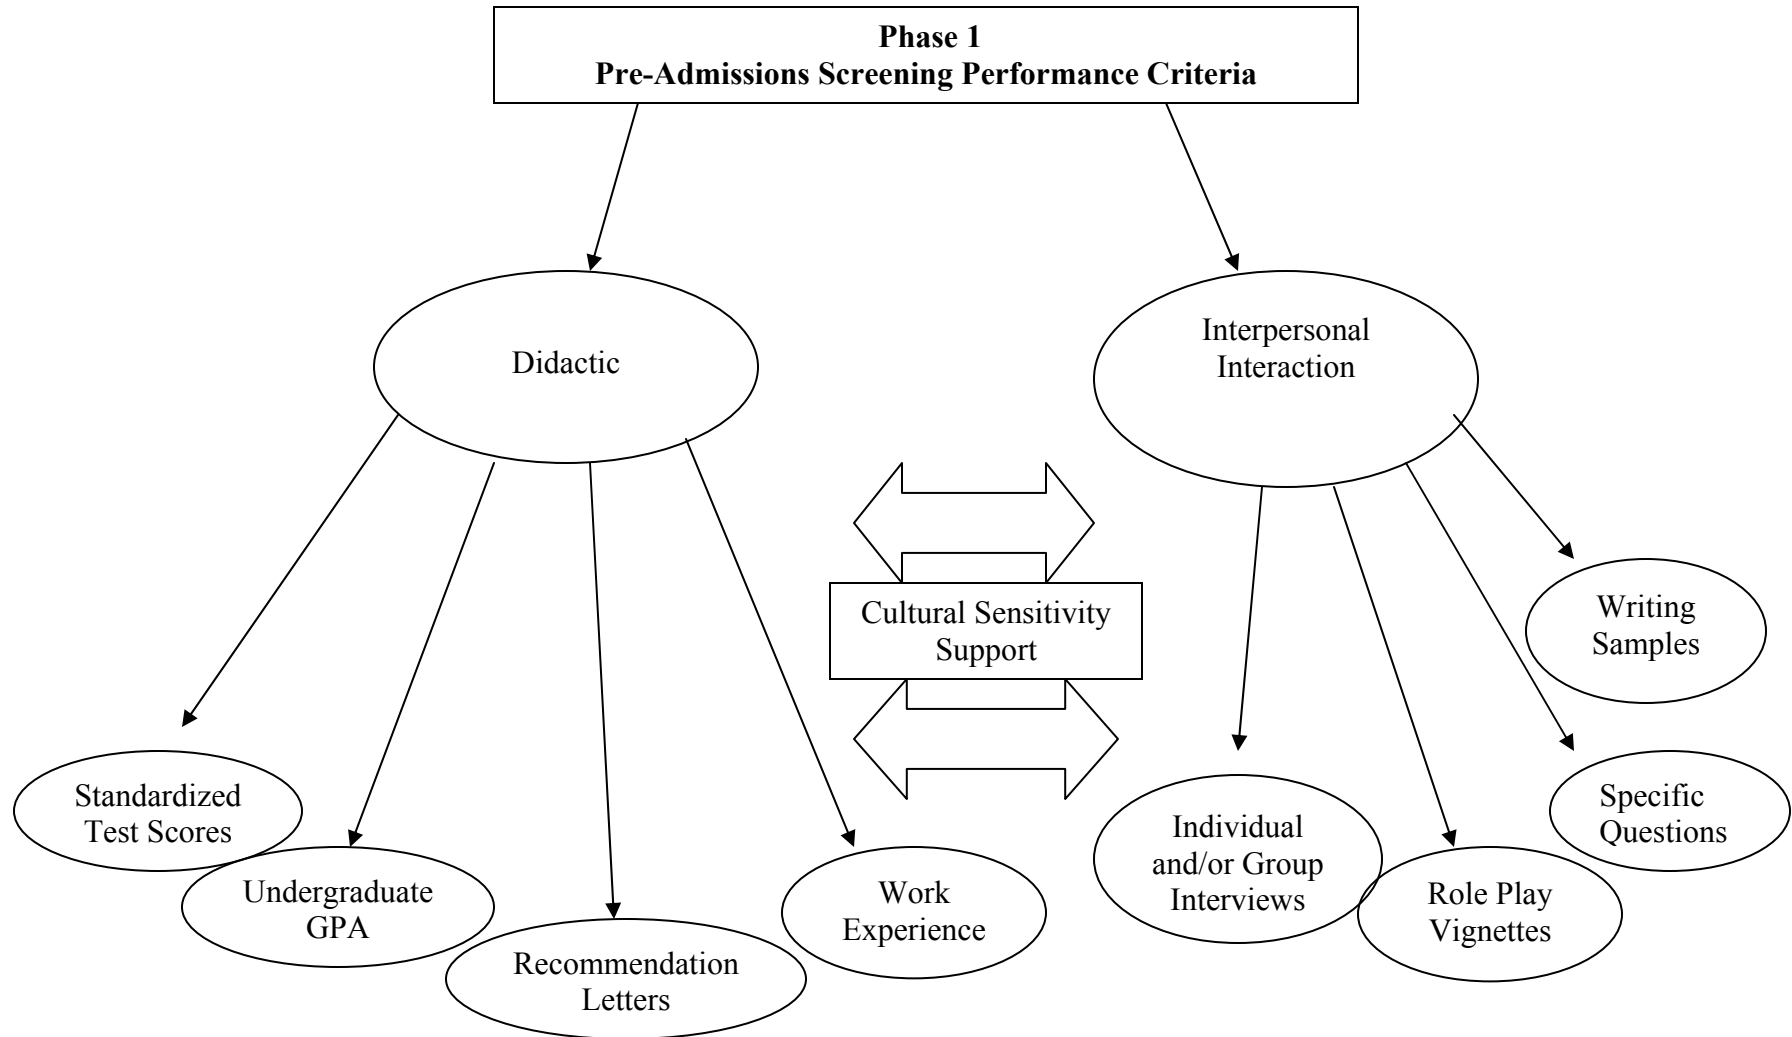 Phase 1
Pre-Admissions Screening Performance Criteria
Didactic
Interpersonal
Interaction
Cultural Sensitivity
Support
Writing
Samples
Standardized
Test Scores
Undergraduate
GPA
Recommendation
Letters
Work
Experience
Individual
and/or Group
Interviews
Role Play
Vignettes
Specific
Questions